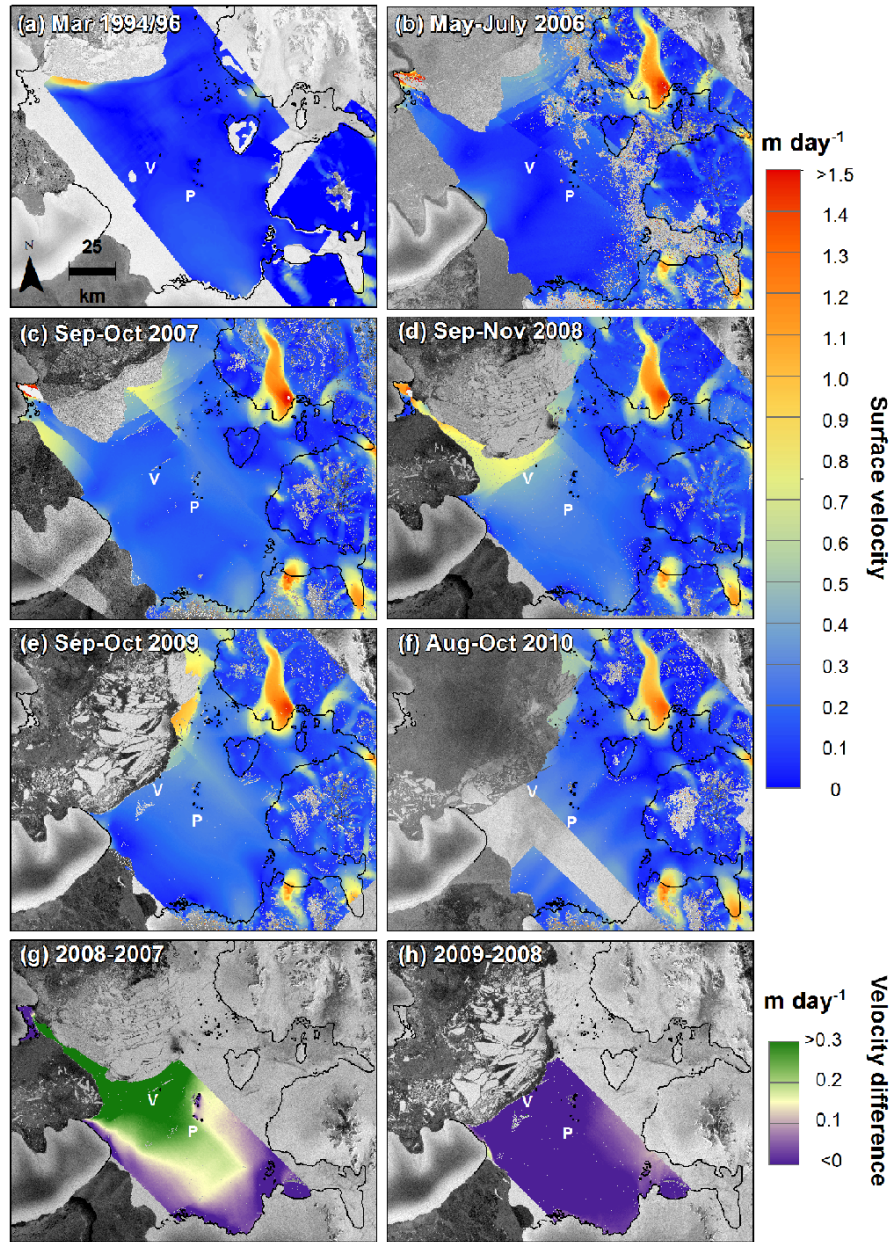 (a) Mar 1994/96
V
P
N
25
km
(b) May-July 2006
V
P
(c) Sep-Oct 2007
V
P
(d) Sep-Nov 2008
V
P
(e) Sep-Oct 2009
V
P
(f) Aug-Oct 2010
V
P
(g) 2008-2007
V
P
(h) 2009-2008
V
P
m day-1
>1.5
1.4
1.3
1.2
1.1
1.0
0.9
0.8
0.7
0.6
0.5
0.4
0.3
0.2
0.1
0
Surface velocity
m day-1
>0.3
0.2
0.1
<0
Velocity difference